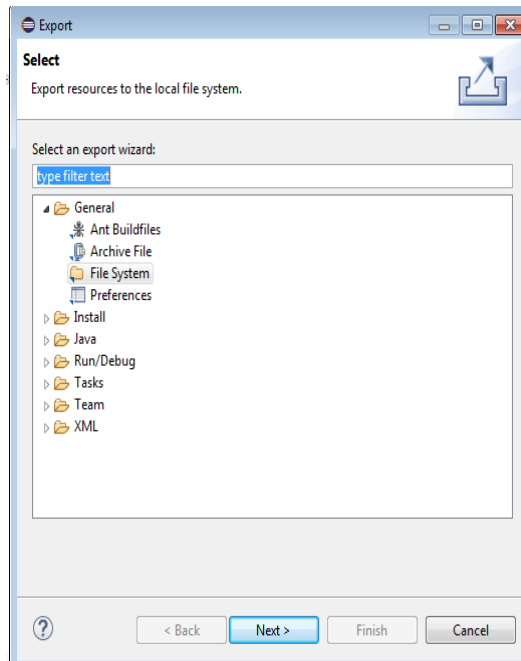 Export
Select
Export resources to the local file system.
Select an export wizard:
type filter text
General
Ant Buildfiles
Archive File
File System
Preferences
Install
Java
Run/Debug
Tasks
Team
XML
?
< Back
Next >
Finish
Cancel